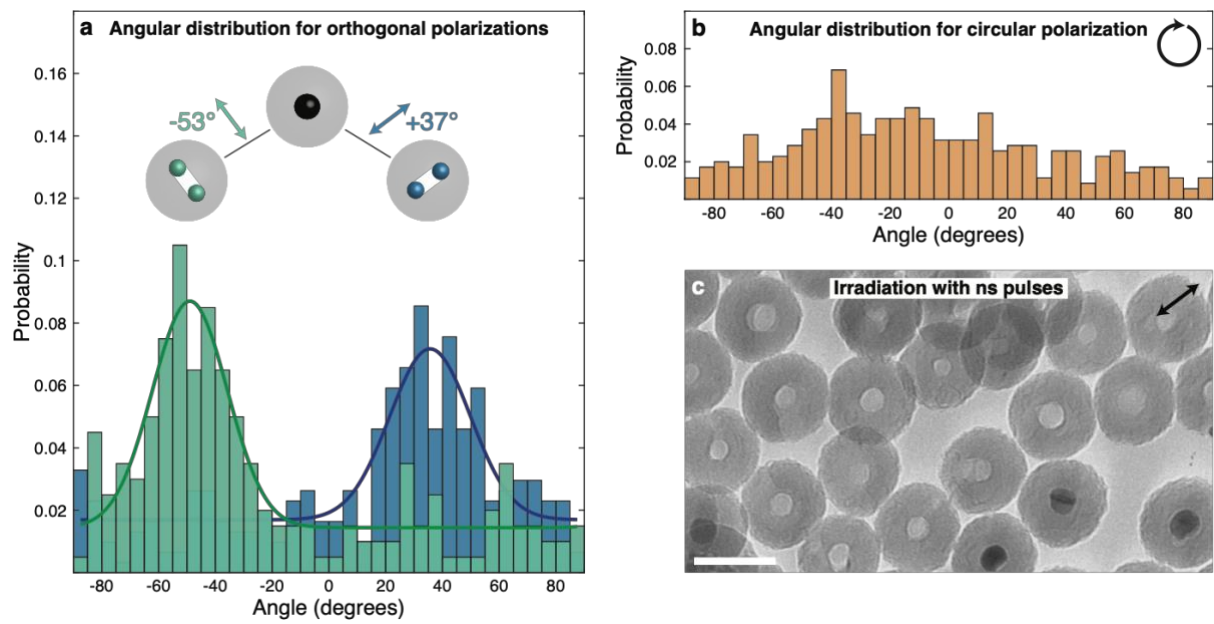 a Angular distribution for orthogonal polarizations
-53°
+37°
Probability
0.16
0.14
0.12
0.1
0.08
0.06
0.04
0.02
-80 -60 -40 -20 0 20 40 60 80
Angle (degrees)
b Angular distribution for circular polarization
Probability
0.08
0.06
0.04
0.02
-80 -60 -40 -20 0 20 40 60 80
Angle (degrees)
c Irradiation with ns pulses